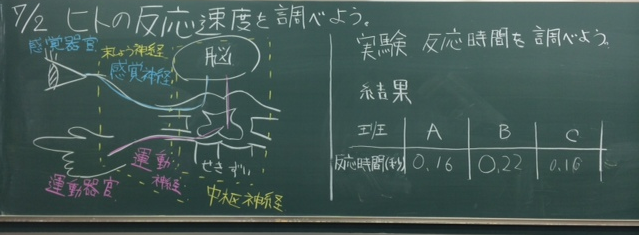 7/2 ヒトの反応速度を調べよう。
感覚器官
末しょう神経
感覚神経
脳
運動
神経
せきずい
運動器官
中枢神経
実験 反応時間を調べよう。
結果
班 A B C
反応時間(秒) 0.16 0.22